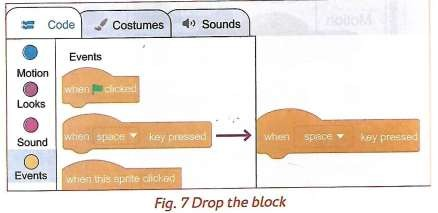 Code Costumes Sounds
Events
Motion
Looks
Sound
Events
when clicked
when space key pressed
when this sprite clicked
when space key pressed
Fig. 7 Drop the block